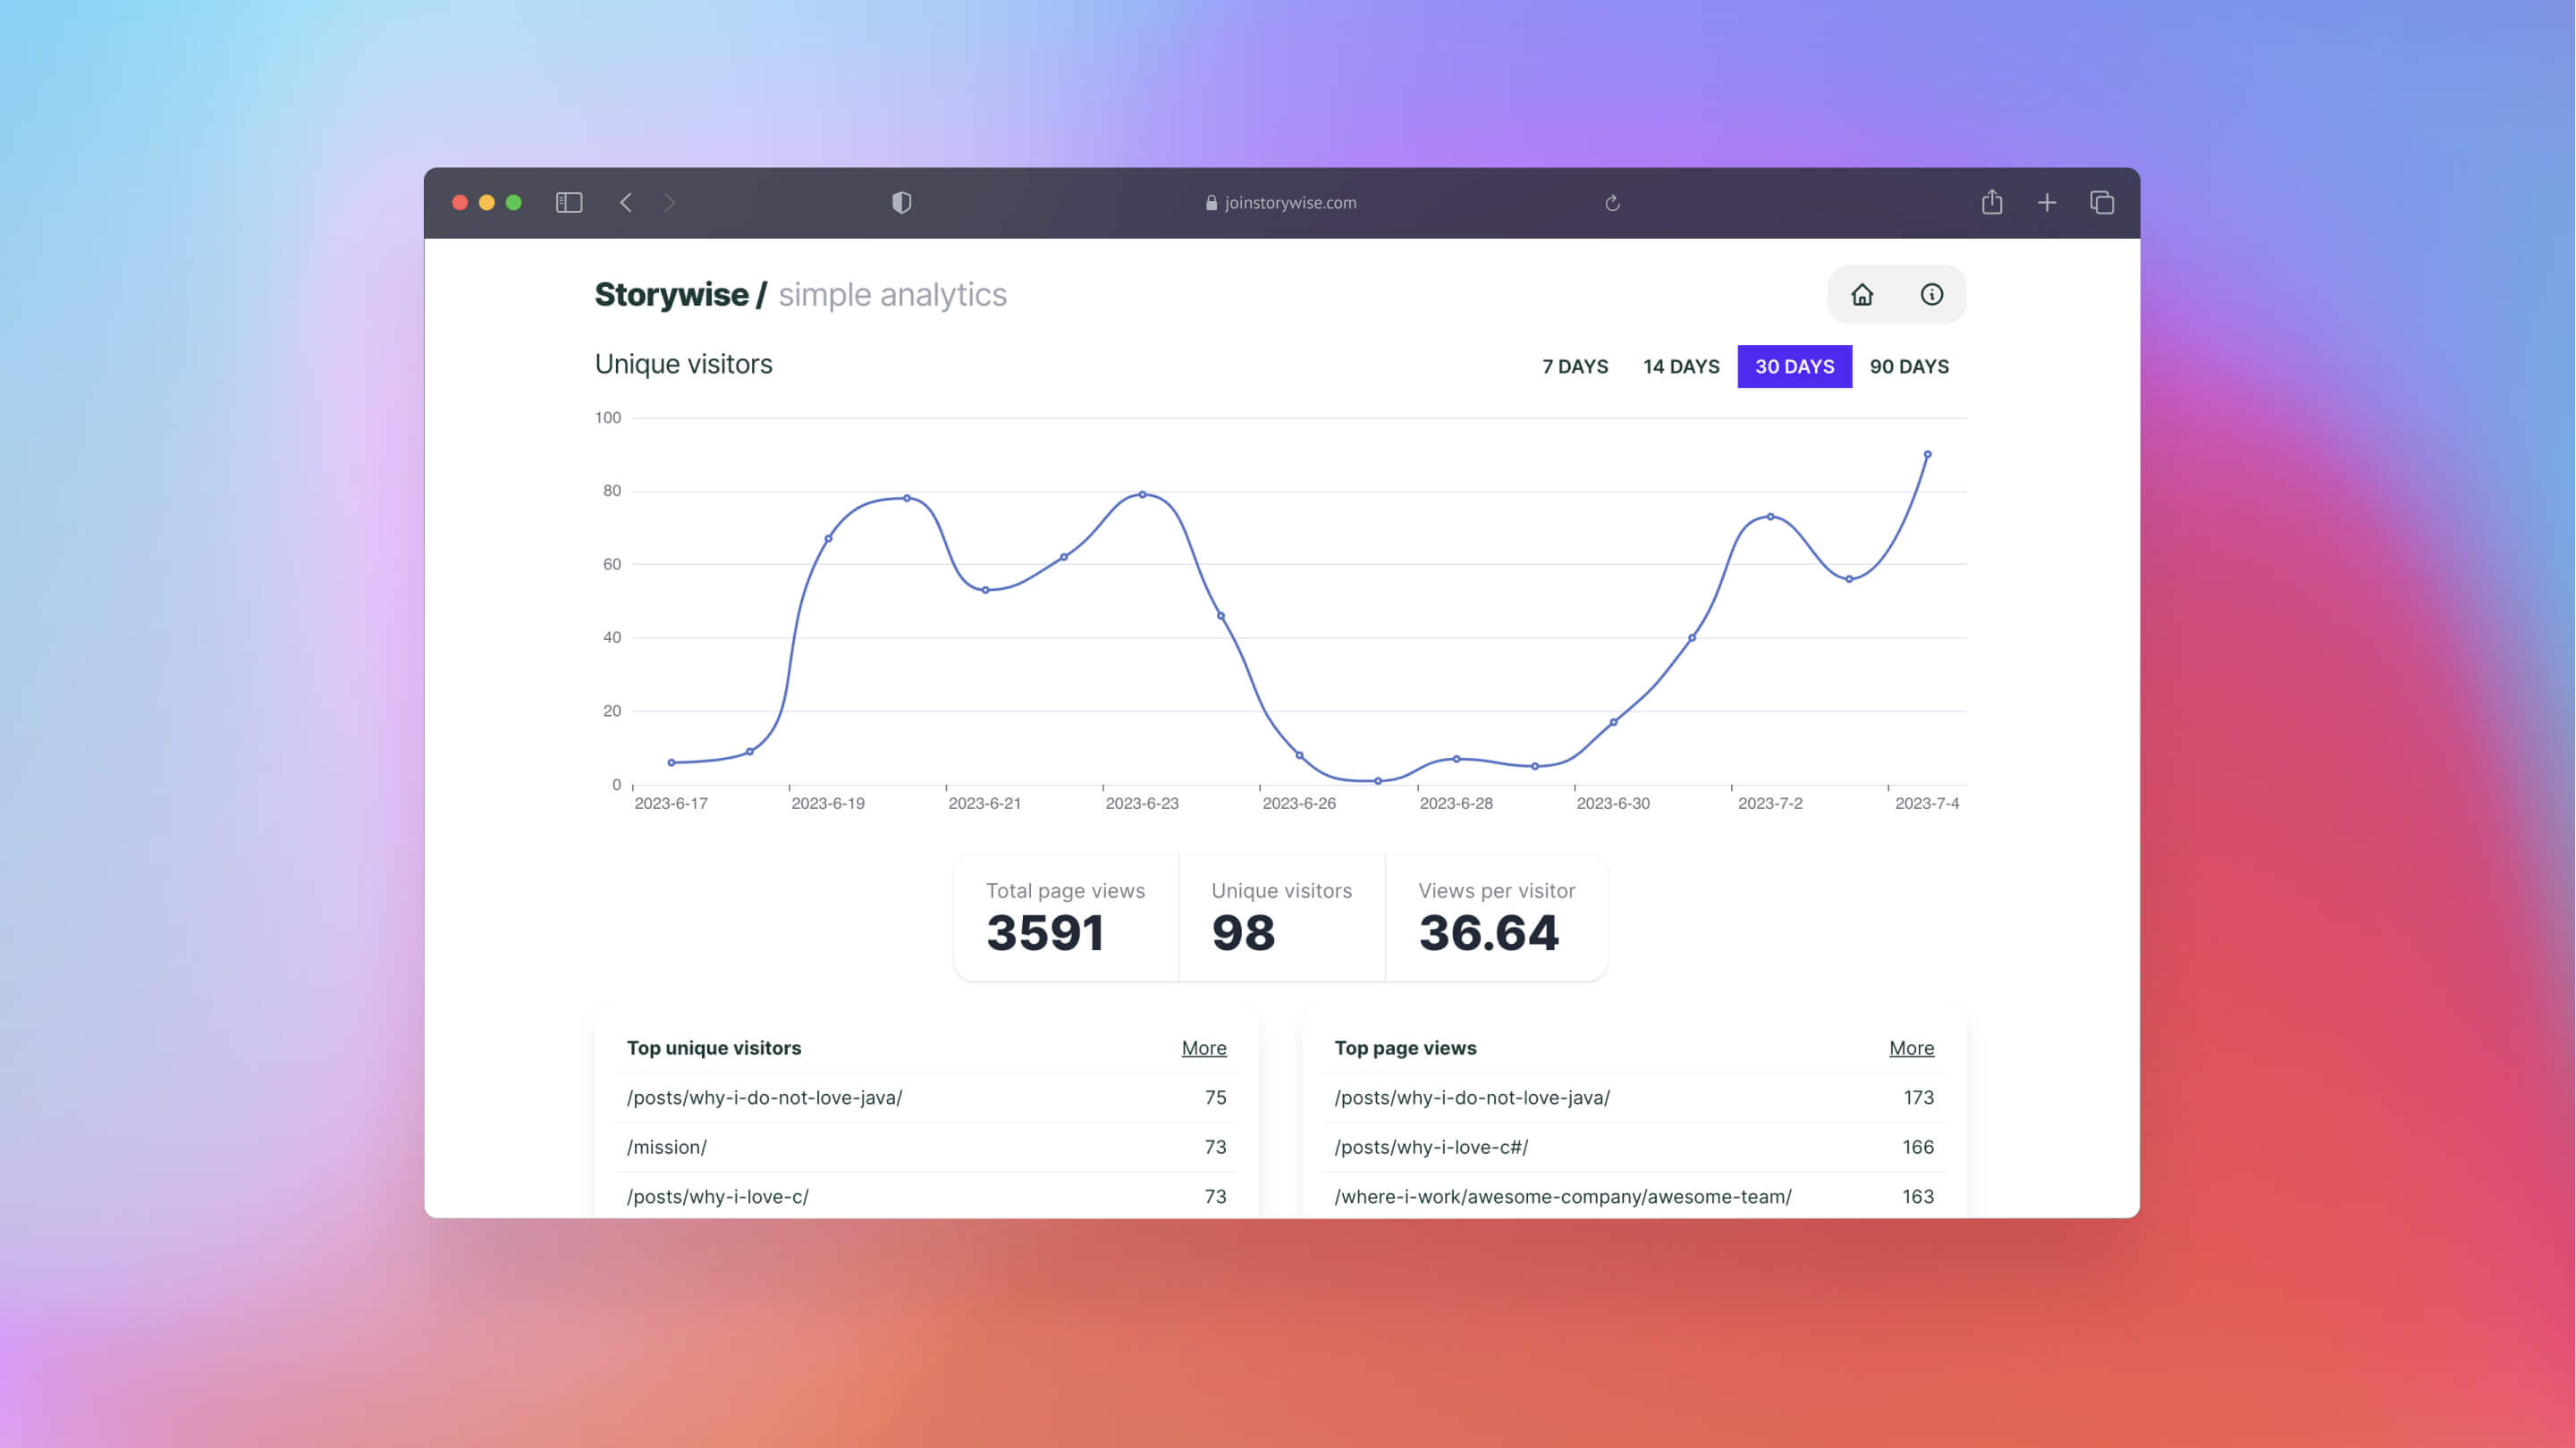 joinstorywise.com
Storywise / simple analytics
Unique visitors
7 DAYS 14 DAYS 30 DAYS 90 DAYS
100
80
60
40
20
0
2023-6-17 2023-6-19 2023-6-21 2023-6-23 2023-6-26 2023-6-28 2023-6-30 2023-7-2 2023-7-4
Total page views Unique visitors Views per visitor
3591 98 36.64
Top unique visitors More
/posts/why-i-do-not-love-java/ 75
/mission/ 73
/posts/why-i-love-c/ 73
Top page views More
/posts/why-i-do-not-love-java/ 173
/posts/why-i-love-c#/ 166
/where-i-work/awesome-company/awesome-team/ 163